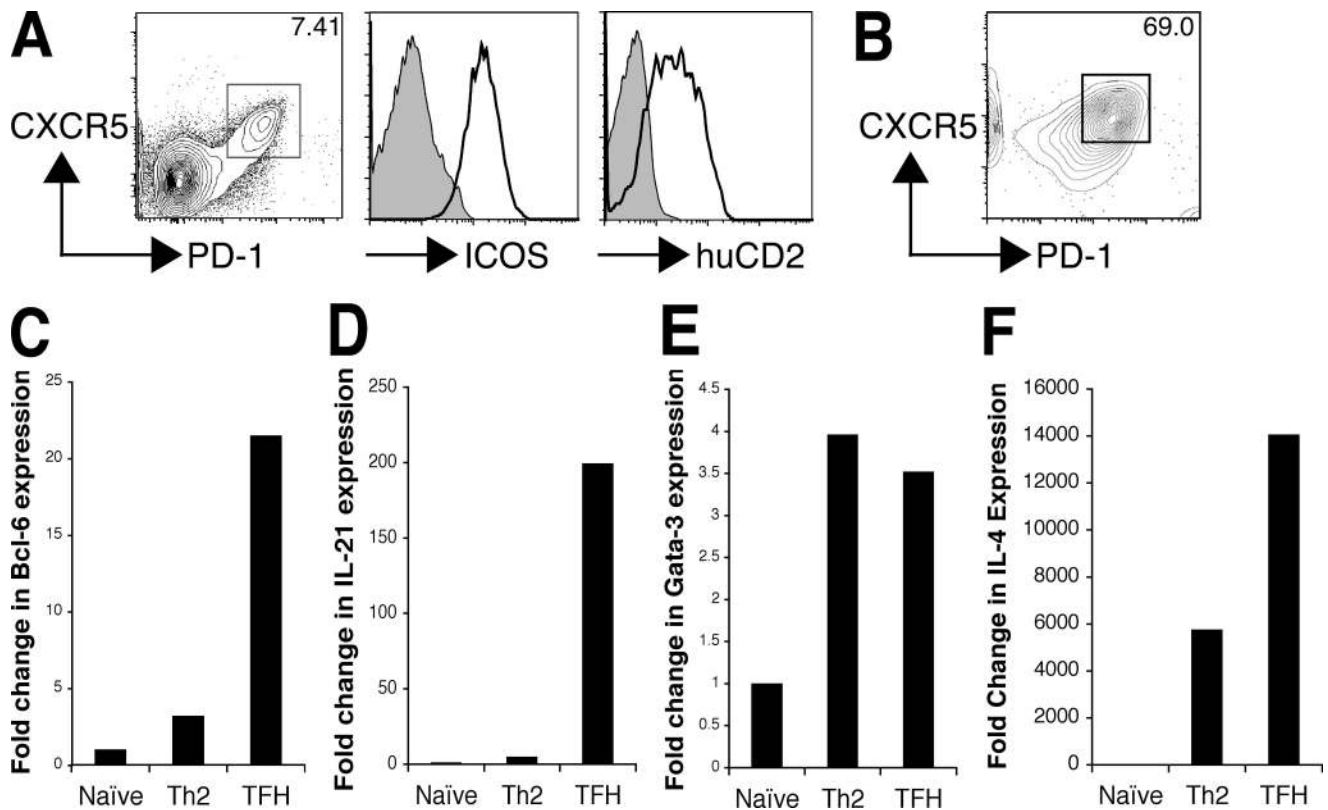 A
7.41
CXCR5
PD-1
ICOS
huCD2
B
69.0
CXCR5
PD-1
C
Fold change in Bcl-6 expression
25
20
15
10
5
0
Naïve Th2 TFH
D
Fold change in IL-21 expression
250
200
150
100
50
0
Naïve Th2 TFH
E
Fold change in Gata-3 expression
4.5
4
3.5
3
2.5
2
1.5
1
0.5
0
Naïve Th2 TFH
F
Fold Change in IL-4 Expression
16000
14000
12000
10000
8000
6000
4000
2000
0
Naïve Th2 TFH